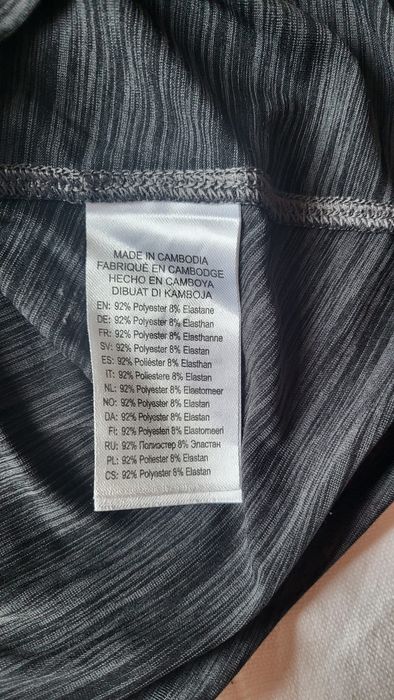 MADE IN CAMBODIA
FABRIQUÉ EN CAMBODGE
HECHO EN CAMBOYA
DIBUAT DI KAMBOJA
EN: 92% Polyester 8% Elastane
DE: 92% Polyester 8% Elasthan
FR: 92% Polyester 8% Elasthanne
SV: 92% Polyester 8% Elastan
ES: 92% Poliéster 8% Elasthan
IT: 92% Poliestere 8% Elastan
NL: 92% Polyester 8% Elastomeer
NO: 92% Polyester 8% Elastan
DA: 92% Polyester 8% Elastan
FI: 92% Polyesteri 8% Elastomeeri
RU: 92% Полиэстер 8% Эластан
PL: 92% Poliester 8% Elastan
CS: 92% Polyester 8% Elastan